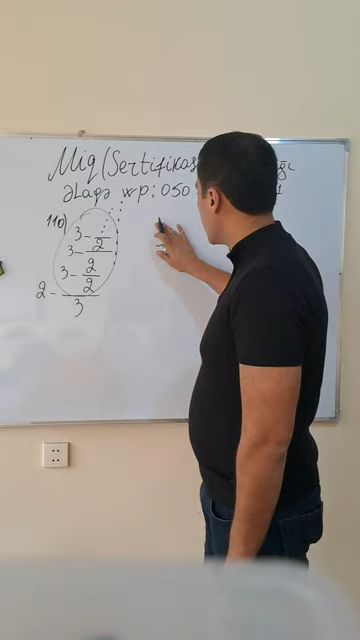 Miq (Sertifikas
Əlaqə wp: 050
110)
3 -
3 - 2
3 - 2
2 - 2
3